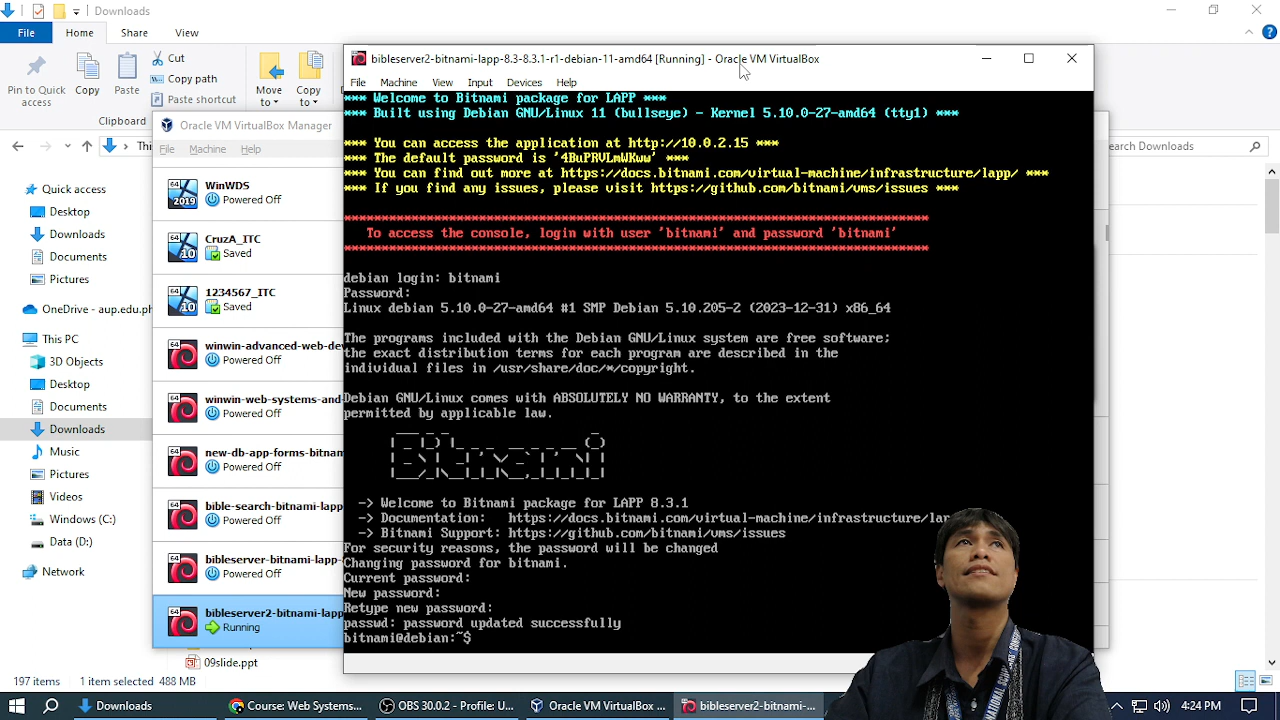 Downloads
File Home Share View
Pin to Quick access
Copy
Cut
Copy path
Paste shortcut
Move to
Copy to
Clipboard
Thi
earch Downloads
Quick access
Desktop
Downloads
Documents
Pictures
OneDrive - aup.edu.ph
This PC
3D Objects
Desktop
Documents
Downloads
Music
Pictures
Videos
Windows (C:)
Data (D:)
Network
09slide.ppt
197 items 1 item selected 488 MB
Oracle VM VirtualBox Manager
File Machine Help
WinWDS
Powered Off
CruzA_ITC
Saved
1234567_ITC
Saved
winwin-advanced-web-dev
Powered Off
winwin-web-systems-and
Powered Off
new-db-app-forms-bitnam
Powered Off
bible-search-bitnami-lapp
Powered Off
bibleserver-bitnami-lapp-
Powered Off
bibleserver2-bitnami-lapp
Running
bibleserver2-bitnami-lapp-8.3-8.3.1-r1-debian-11-amd64 [Running] - Oracle VM VirtualBox
File Machine View Input Devices Help
*** Welcome to Bitnami package for LAPP ***
*** Built using Debian GNU/Linux 11 (bullseye) - Kernel 5.10.0-27-amd64 (tty1) ***
*** You can access the application at http://10.0.2.15 ***
*** The default password is '4BuPRVLmWKww' ***
*** You can find out more at https://docs.bitnami.com/virtual-machine/infrastructure/lapp/ ***
*** If you find any issues, please visit https://github.com/bitnami/vms/issues ***
******************************************************************************
To access the console, login with user 'bitnami' and password 'bitnami'
******************************************************************************
debian login: bitnami
Password:
Linux debian 5.10.0-27-amd64 #1 SMP Debian 5.10.205-2 (2023-12-31) x86_64
The programs included with the Debian GNU/Linux system are free software;
the exact distribution terms for each program are described in the
individual files in /usr/share/doc/*/copyright.
Debian GNU/Linux comes with ABSOLUTELY NO WARRANTY, to the extent
permitted by applicable law.
Bitnami
-> Welcome to Bitnami package for LAPP 8.3.1
-> Documentation: https://docs.bitnami.com/virtual-machine/infrastructure/lap
-> Bitnami Support: https://github.com/bitnami/vms/issues
For security reasons, the password will be changed
Changing password for bitnami.
Current password:
New password:
Retype new password:
passwd: password updated successfully
bitnami@debian:~$
Downloads
Course Web Systems...
OBS 30.0.2 - Profile: U...
Oracle VM VirtualBox ...
bibleserver2-bitnami-...
4:24 PM